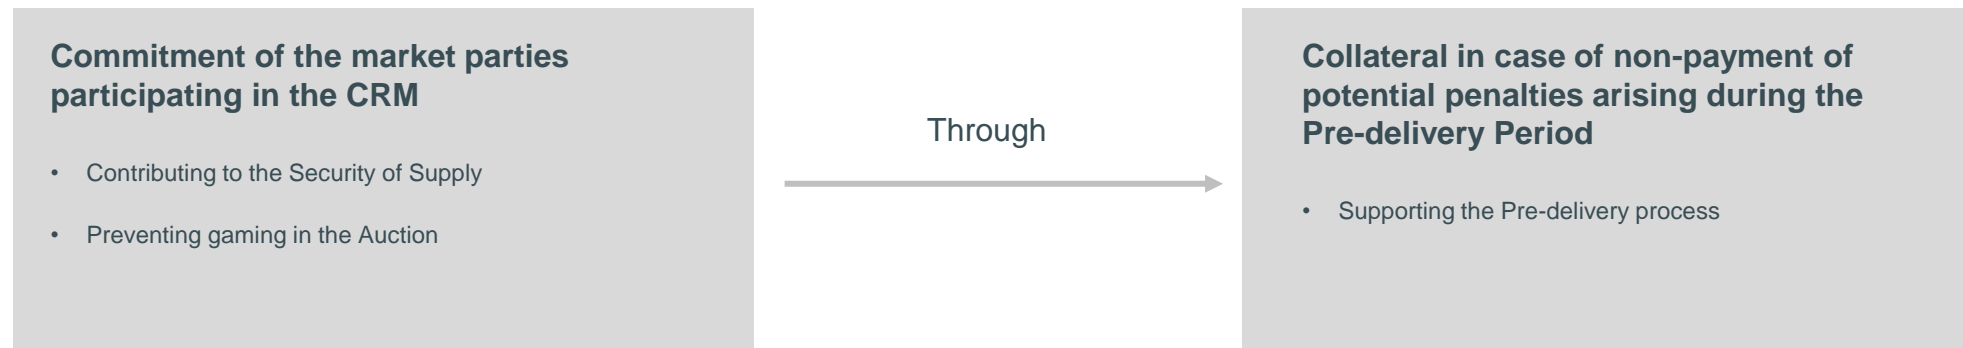 Commitment of the market parties
participating in the CRM
• Contributing to the Security of Supply
• Preventing gaming in the Auction
Through
Collateral in case of non-payment of
potential penalties arising during the
Pre-delivery Period
• Supporting the Pre-delivery process